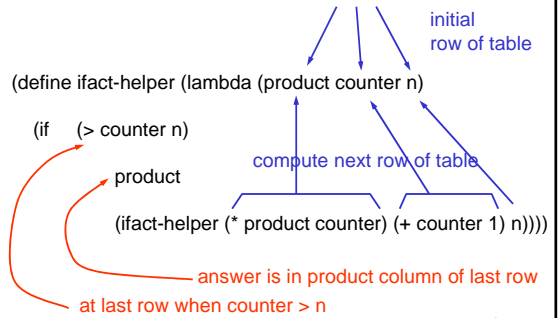 initial
row of table
(define ifact-helper (lambda (product counter n)
(if (> counter n)
compute next row of table
product
(ifact-helper (* product counter) (+ counter 1) n))))
answer is in product column of last row
at last row when counter > n